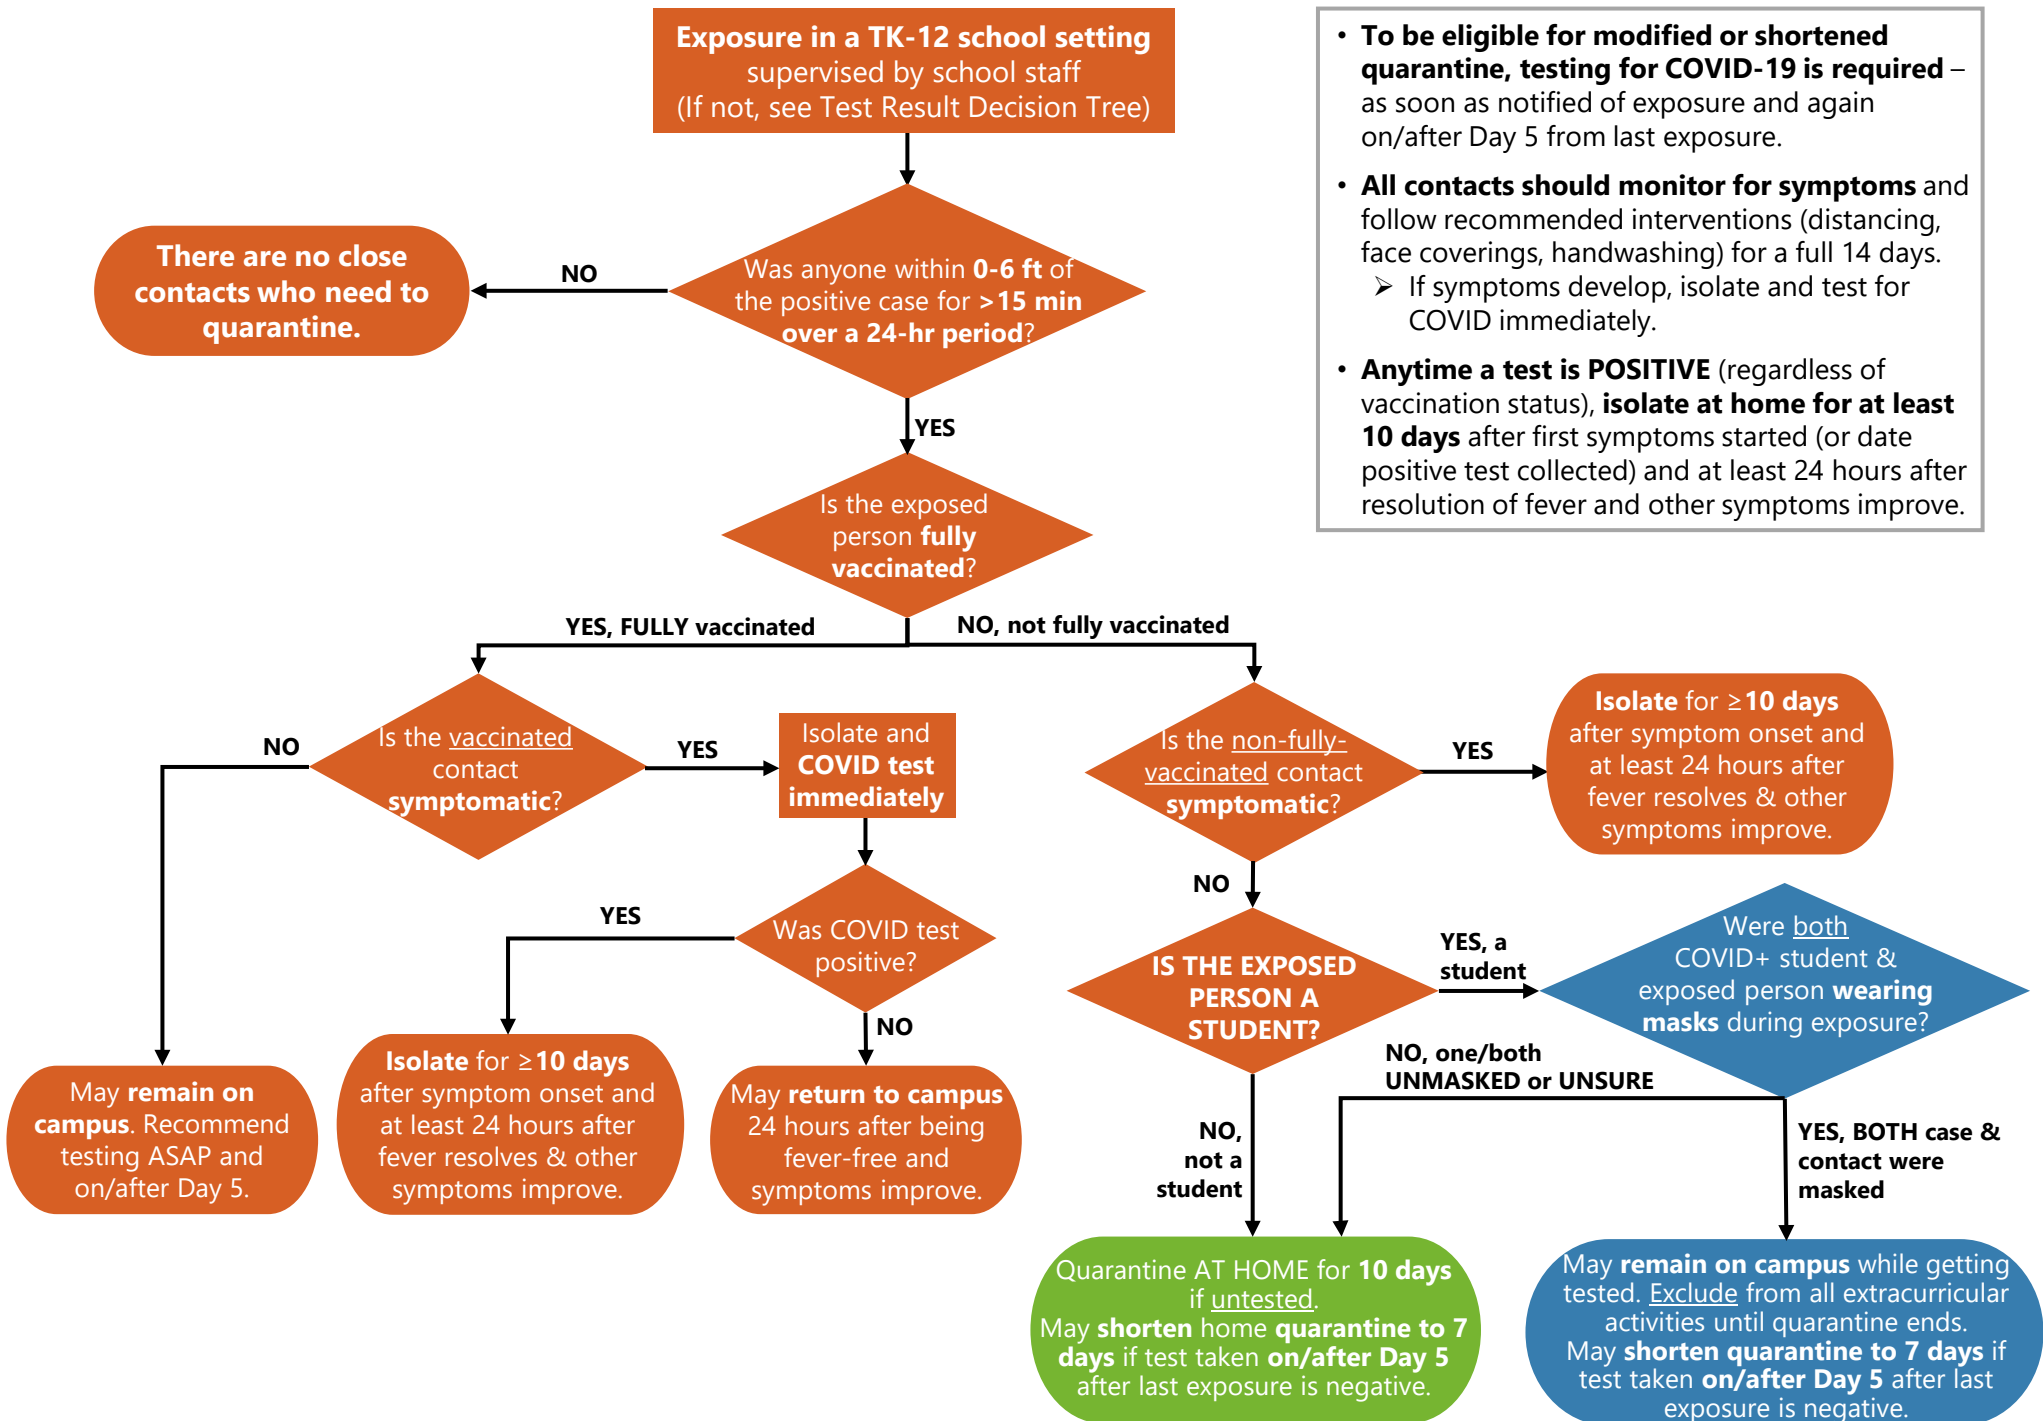 Exposure in a TK-12 school setting
supervised by school staff
(If not, see Test Result Decision Tree)
• To be eligible for modified or shortened
quarantine, testing for COVID-19 is required –
as soon as notified of exposure and again
on/after Day 5 from last exposure.
• All contacts should monitor for symptoms and
follow recommended interventions (distancing,
face coverings, handwashing) for a full 14 days.
➢ If symptoms develop, isolate and test for
COVID immediately.
• Anytime a test is POSITIVE (regardless of
vaccination status), isolate at home for at least
10 days after first symptoms started (or date
positive test collected) and at least 24 hours after
resolution of fever and other symptoms improve.
Was anyone within 0-6 ft of
the positive case for >15 min
over a 24-hr period?
NO
There are no close
contacts who need to
quarantine.
YES
Is the exposed
person fully
vaccinated?
YES, FULLY vaccinated
NO, not fully vaccinated
Is the vaccinated
contact
symptomatic?
NO
YES
Isolate and
COVID test
immediately
Was COVID test
positive?
YES
NO
May remain on
campus. Recommend
testing ASAP and
on/after Day 5.
Isolate for ≥10 days
after symptom onset and
at least 24 hours after
fever resolves & other
symptoms improve.
May return to campus
24 hours after being
fever-free and
symptoms improve.
Is the non-fully-
vaccinated contact
symptomatic?
YES
Isolate for ≥10 days
after symptom onset and
at least 24 hours after
fever resolves & other
symptoms improve.
NO
IS THE EXPOSED
PERSON A
STUDENT?
YES, a
student
Were both
COVID+ student &
exposed person wearing
masks during exposure?
NO, one/both
UNMASKED or UNSURE
NO,
not a
student
YES, BOTH case &
contact were
masked
Quarantine AT HOME for 10 days
if untested.
May shorten home quarantine to 7
days if test taken on/after Day 5
after last exposure is negative.
May remain on campus while getting
tested. Exclude from all extracurricular
activities until quarantine ends.
May shorten quarantine to 7 days if
test taken on/after Day 5 after last
exposure is negative.